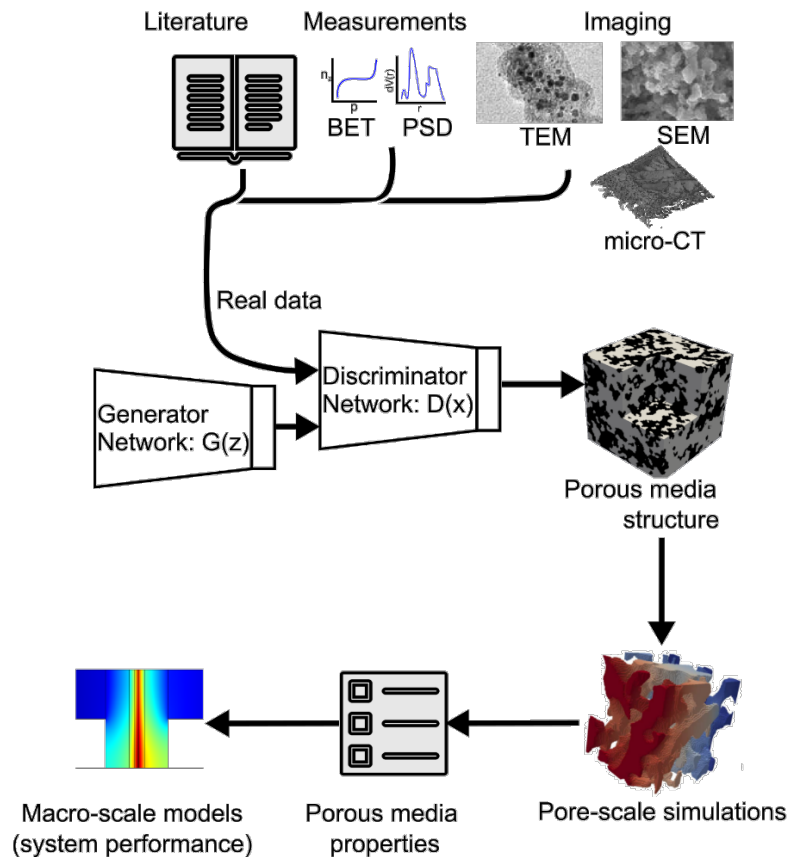 Literature
Measurements
Imaging
nₐ
p
BET
dV(r)
r
PSD
TEM
SEM
micro-CT
Real data
Generator
Network: G(z)
Discriminator
Network: D(x)
Porous media
structure
Pore-scale simulations
Porous media
properties
Macro-scale models
(system performance)